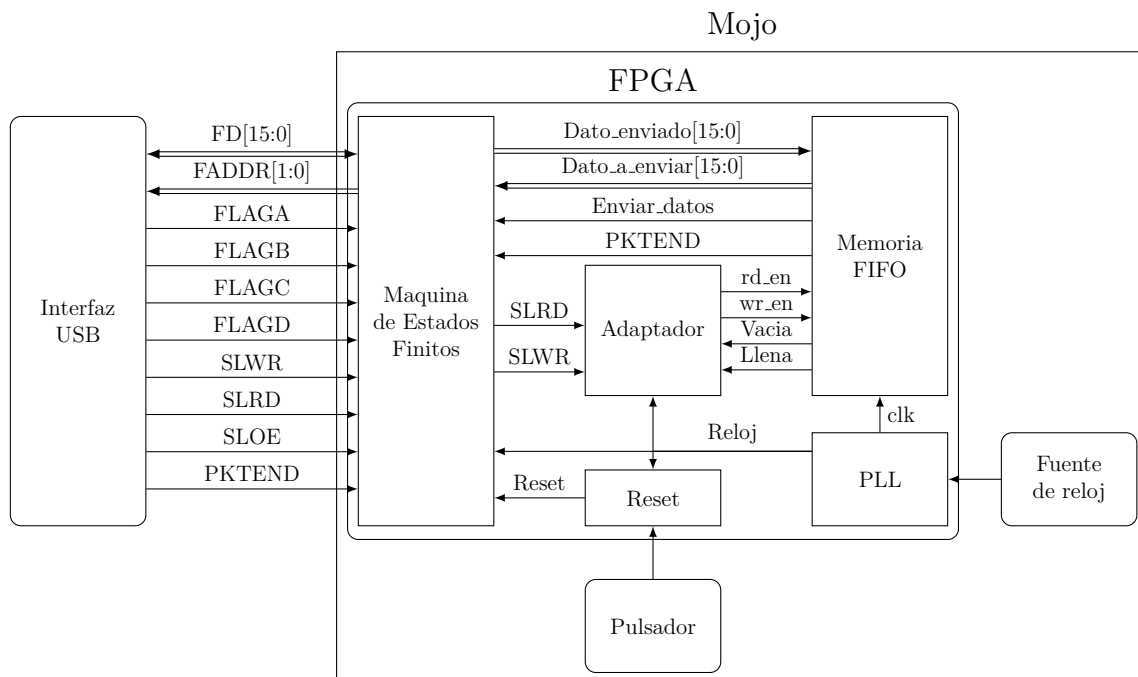 Mojo
FPGA
Interfaz
USB
FD[15:0]
FADDR[1:0]
FLAGA
FLAGB
FLAGC
FLAGD
SLWR
SLRD
SLOE
PKTEND
Maquina
de Estados
Finitos
Dato_enviado[15:0]
Dato_a_enviar[15:0]
Enviar_datos
PKTEND
SLRD
SLWR
Adaptador
rd_en
wr_en
Vacia
Llena
Memoria
FIFO
clk
Reloj
Reset
Reset
PLL
Fuente
de reloj
Pulsador